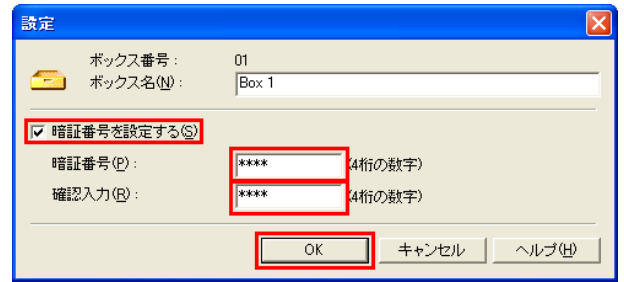 設定
ボックス番号： 01
ボックス名(N)： Box 1
暗証番号を設定する(S)
暗証番号(P)： **** (4桁の数字)
確認入力(R)： **** (4桁の数字)
OK キャンセル ヘルプ(H)